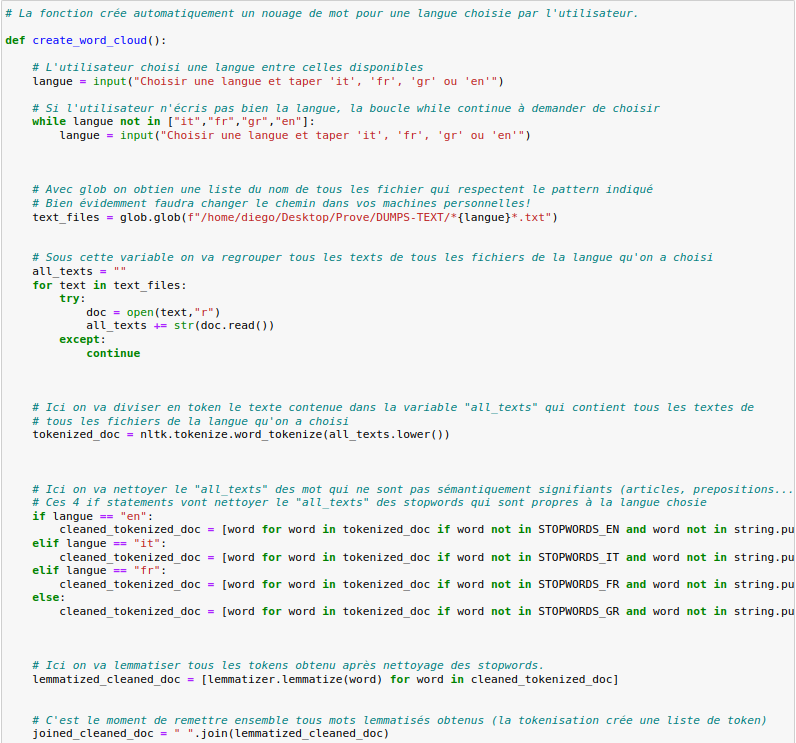 # La fonction crée automatiquement un nouage de mot pour une langue choisie par l'utilisateur.
def create_word_cloud():
# L'utilisateur choisi une langue entre celles disponibles
langue = input("Choisir une langue et taper 'it', 'fr', 'gr' ou 'en'")
# Si l'utilisateur n'écris pas bien la langue, la boucle while continue à demander de choisir
while langue not in ["it","fr","gr","en"]:
langue = input("Choisir une langue et taper 'it', 'fr', 'gr' ou 'en'")
# Avec glob on obtien une liste du nom de tous les fichier qui respectent le pattern indiqué
# Bien évidemment faudra changer le chemin dans vos machines personnelles!
text_files = glob.glob(f"/home/diego/Desktop/Prove/DUMPS-TEXT/*{langue}*.txt")
# Sous cette variable on va regrouper tous les texts de tous les fichiers de la langue qu'on a choisi
all_texts = ""
for text in text_files:
try:
doc = open(text,"r")
all_texts += str(doc.read())
except:
continue
# Ici on va diviser en token le texte contenue dans la variable "all_texts" qui contient tous les textes de
# tous les fichiers de la langue qu'on a choisi
tokenized_doc = nltk.tokenize.word_tokenize(all_texts.lower())
# Ici on va nettoyer le "all_texts" des mot qui ne sont pas sémantiquement signifiants (articles, prepositions...
# Ces 4 if statements vont nettoyer le "all_texts" des stopwords qui sont propres à la langue chosie
if langue == "en":
cleaned_tokenized_doc = [word for word in tokenized_doc if word not in STOPWORDS_EN and word not in string.pu
elif langue == "it":
cleaned_tokenized_doc = [word for word in tokenized_doc if word not in STOPWORDS_IT and word not in string.pu
elif langue == "fr":
cleaned_tokenized_doc = [word for word in tokenized_doc if word not in STOPWORDS_FR and word not in string.pu
else:
cleaned_tokenized_doc = [word for word in tokenized_doc if word not in STOPWORDS_GR and word not in string.pu
# Ici on va lemmatiser tous les tokens obtenu après nettoyage des stopwords.
lemmatized_cleaned_doc = [lemmatizer.lemmatize(word) for word in cleaned_tokenized_doc]
# C'est le moment de remettre ensemble tous mots lemmatisés obtenus (la tokenisation crée une liste de token)
joined_cleaned_doc = " ".join(lemmatized_cleaned_doc)